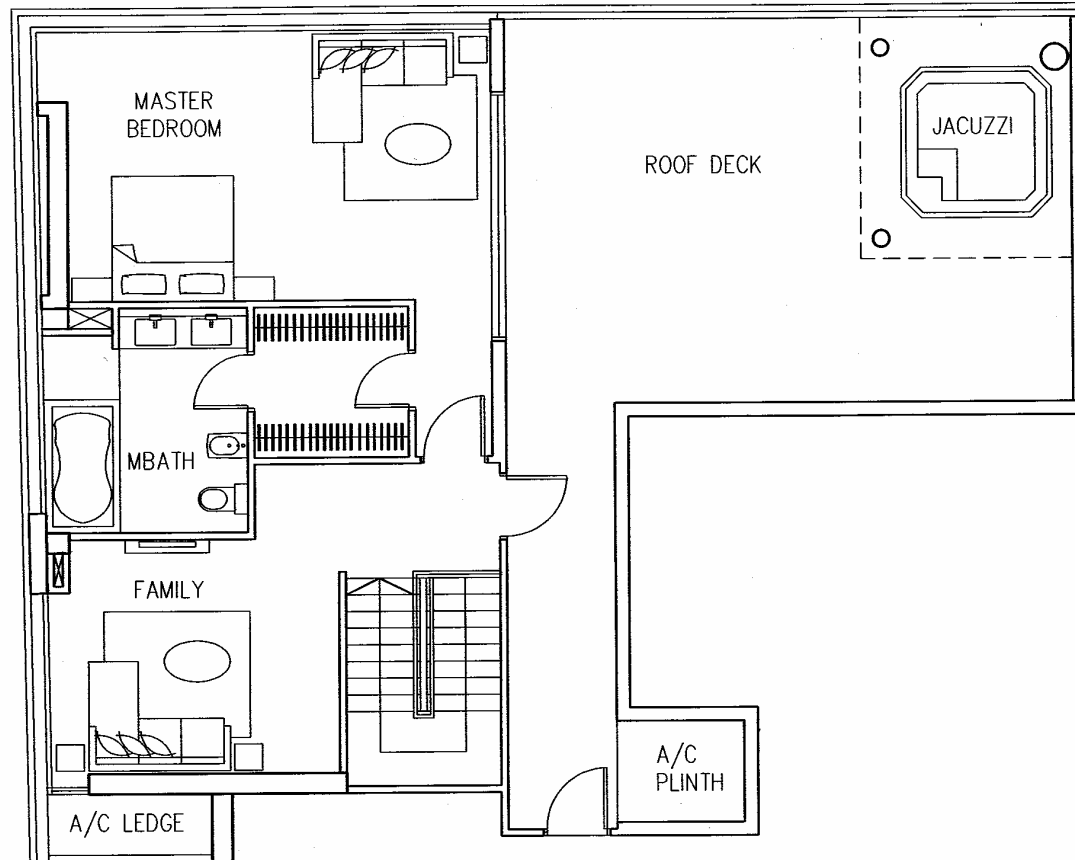 MASTER
BEDROOM
ROOF DECK
JACUZZI
MBATH
FAMILY
A/C
PLINTH
A/C LEDGE